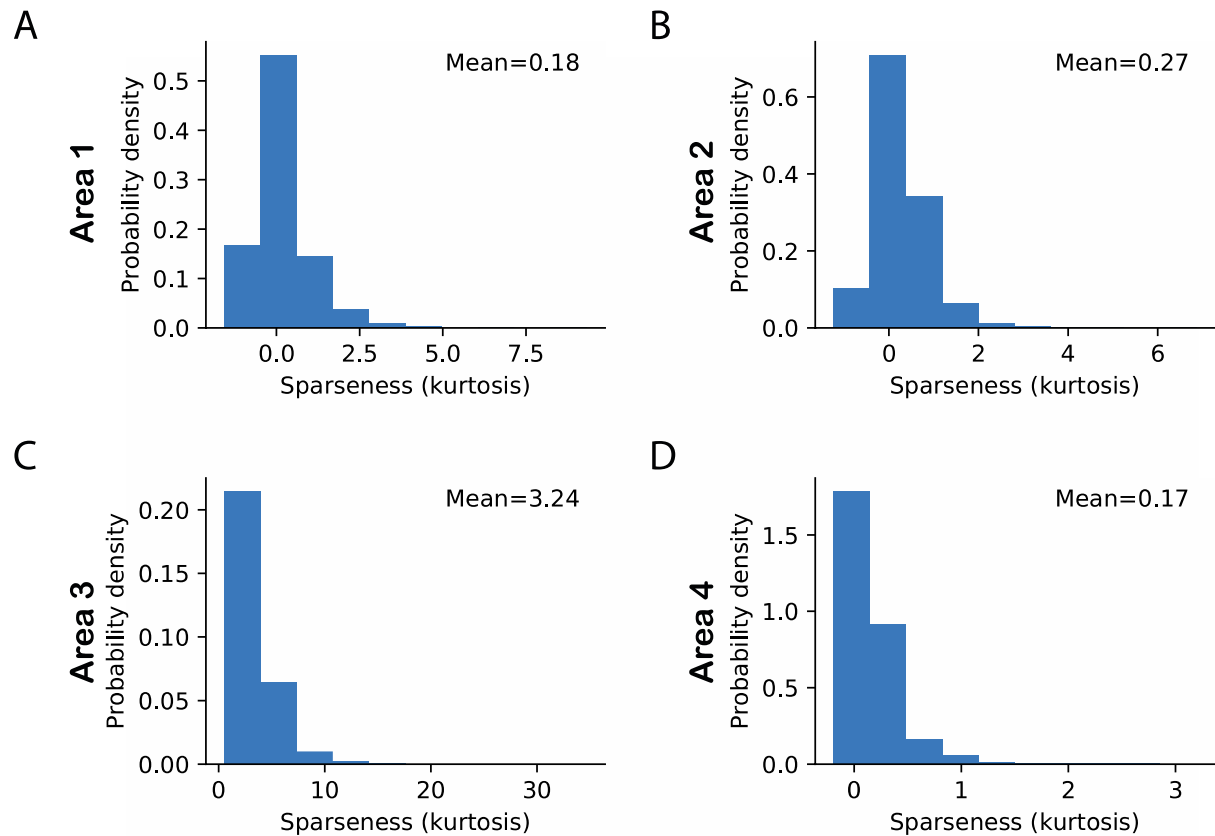 A
Mean=0.18
Area 1
Probability density
0.5
0.4
0.3
0.2
0.1
0.0
0.0 2.5 5.0 7.5
Sparseness (kurtosis)
B
Mean=0.27
Area 2
Probability density
0.6
0.4
0.2
0.0
0 2 4 6
Sparseness (kurtosis)
C
Mean=3.24
Area 3
Probability density
0.20
0.15
0.10
0.05
0.00
0 10 20 30
Sparseness (kurtosis)
D
Mean=0.17
Area 4
Probability density
1.5
1.0
0.5
0.0
0 1 2 3
Sparseness (kurtosis)